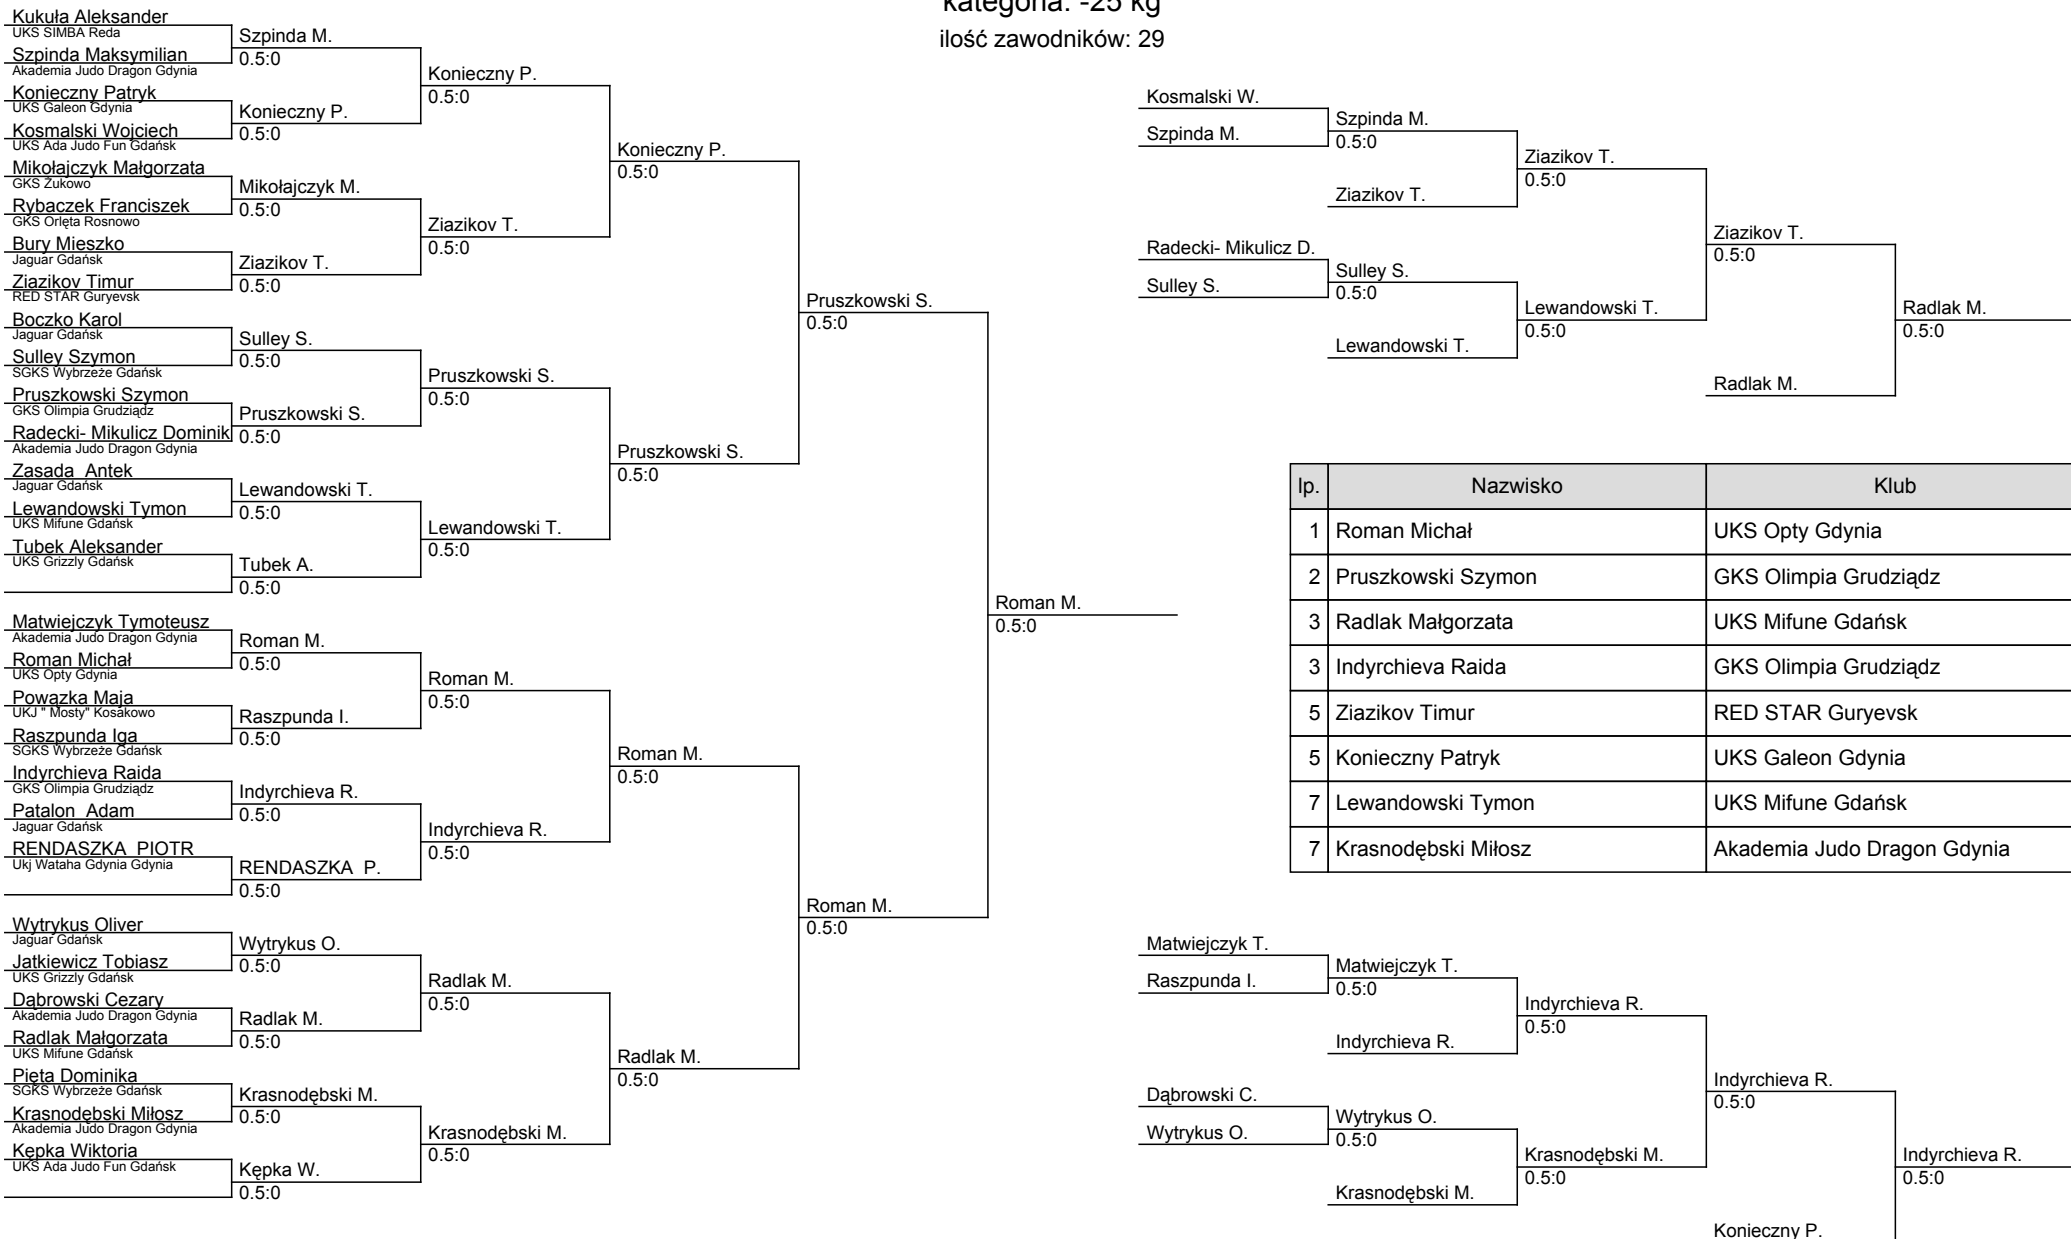 kategoria: -25 kg
ilość zawodników: 29
Kukuła Aleksander
UKS SIMBA Reda
Szpinda Maksymilian
Akademia Judo Dragon Gdynia
Konieczny Patryk
UKS Galeon Gdynia
Kosmalski Wojciech
UKS Ada Judo Fun Gdańsk
Mikołajczyk Małgorzata
GKS Żukowo
Rybaczek Franciszek
GKS Orlęta Rosnowo
Bury Mieszko
Jaguar Gdańsk
Ziazikov Timur
RED STAR Guryevsk
Boczko Karol
Jaguar Gdańsk
Sulley Szymon
SGKS Wybrzeże Gdańsk
Pruszkowski Szymon
GKS Olimpia Grudziądz
Radecki- Mikulicz Dominik
Akademia Judo Dragon Gdynia
Zasada Antek
Jaguar Gdańsk
Lewandowski Tymon
UKS Mifune Gdańsk
Tubek Aleksander
UKS Grizzly Gdańsk
Matwiejczyk Tymoteusz
Akademia Judo Dragon Gdynia
Roman Michał
UKS Opty Gdynia
Powązka Maja
UKJ " Mosty" Kosakowo
Raszpunda Iga
SGKS Wybrzeże Gdańsk
Indyrchieva Raida
GKS Olimpia Grudziądz
Patalon Adam
Jaguar Gdańsk
RENDASZKA PIOTR
Ukj Wataha Gdynia Gdynia
Wytrykus Oliver
Jaguar Gdańsk
Jatkiewicz Tobiasz
UKS Grizzly Gdańsk
Dąbrowski Cezary
Akademia Judo Dragon Gdynia
Radlak Małgorzata
UKS Mifune Gdańsk
Pięta Dominika
SGKS Wybrzeże Gdańsk
Krasnodębski Miłosz
Akademia Judo Dragon Gdynia
Kępka Wiktoria
UKS Ada Judo Fun Gdańsk
Szpinda M.
0.5:0
Konieczny P.
0.5:0
Mikołajczyk M.
0.5:0
Ziazikov T.
0.5:0
Sulley S.
0.5:0
Pruszkowski S.
0.5:0
Lewandowski T.
0.5:0
Tubek A.
0.5:0
Roman M.
0.5:0
Raszpunda I.
0.5:0
Indyrchieva R.
0.5:0
RENDASZKA P.
0.5:0
Wytrykus O.
0.5:0
Radlak M.
0.5:0
Krasnodębski M.
0.5:0
Kępka W.
0.5:0
Konieczny P.
0.5:0
Ziazikov T.
0.5:0
Pruszkowski S.
0.5:0
Lewandowski T.
0.5:0
Roman M.
0.5:0
Indyrchieva R.
0.5:0
Radlak M.
0.5:0
Krasnodębski M.
0.5:0
Konieczny P.
0.5:0
Pruszkowski S.
0.5:0
Roman M.
0.5:0
Radlak M.
0.5:0
Pruszkowski S.
0.5:0
Roman M.
0.5:0
Roman M.
0.5:0
Kosmalski W.
Szpinda M.
Radecki- Mikulicz D.
Sulley S.
Szpinda M.
0.5:0
Ziazikov T.
Sulley S.
0.5:0
Lewandowski T.
Ziazikov T.
0.5:0
Lewandowski T.
0.5:0
Ziazikov T.
0.5:0
Radlak M.
Radlak M.
0.5:0
lp. Nazwisko Klub
1 Roman Michał UKS Opty Gdynia
2 Pruszkowski Szymon GKS Olimpia Grudziądz
3 Radlak Małgorzata UKS Mifune Gdańsk
3 Indyrchieva Raida GKS Olimpia Grudziądz
5 Ziazikov Timur RED STAR Guryevsk
5 Konieczny Patryk UKS Galeon Gdynia
7 Lewandowski Tymon UKS Mifune Gdańsk
7 Krasnodębski Miłosz Akademia Judo Dragon Gdynia
Matwiejczyk T.
Raszpunda I.
Dąbrowski C.
Wytrykus O.
Matwiejczyk T.
0.5:0
Indyrchieva R.
Wytrykus O.
0.5:0
Krasnodębski M.
Indyrchieva R.
0.5:0
Krasnodębski M.
0.5:0
Indyrchieva R.
0.5:0
Konieczny P.
Indyrchieva R.
0.5:0